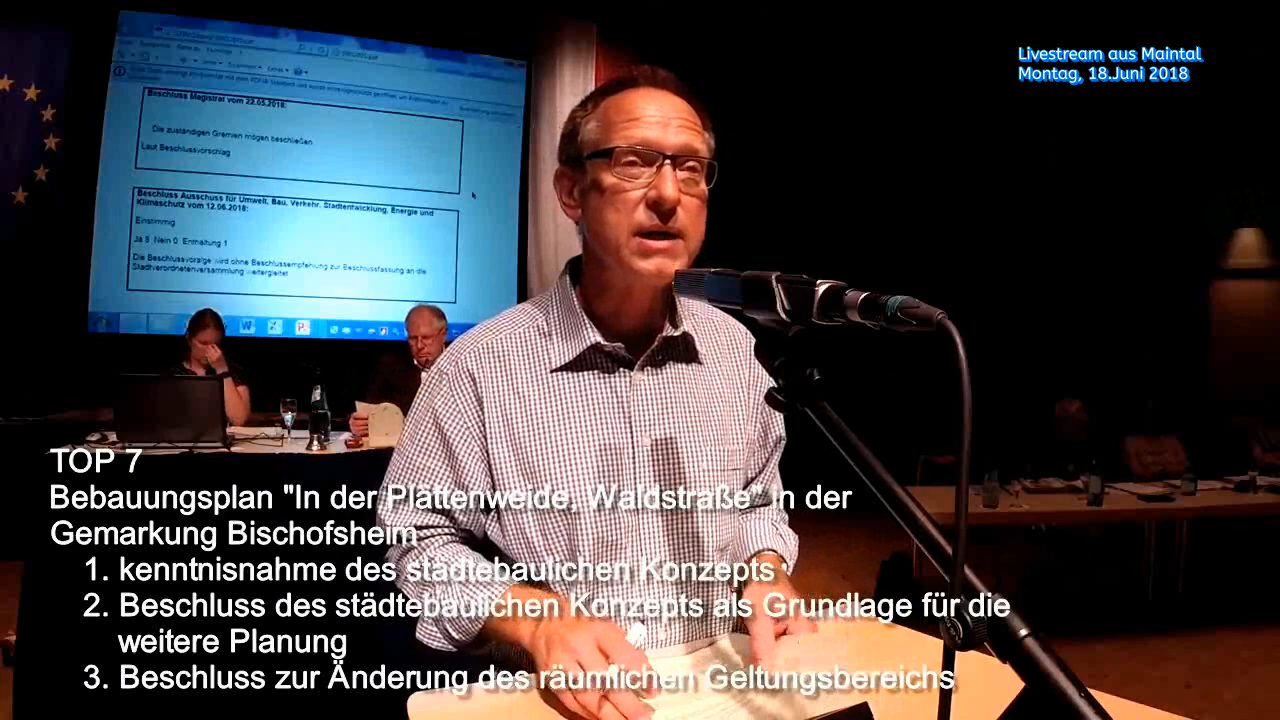 Livestream aus Maintal
Montag, 18.Juni 2018
Beschluss Magistrat vom 22.05.2018:
Die zuständigen Gremien mögen beschließen
Laut Beschlussvorschlag
Beschluss Ausschuss für Umwelt, Bau, Verkehr, Stadtentwicklung, Energie und
Klimaschutz vom 12.06.2018:
Einstimmig
Ja 8 Nein 0 Enthaltung 1
Die Beschlussvoralge wird ohne Beschlussempfehlung zur Beschlussfassung an die
Stadtverordnetenversammlung weitergleitet
TOP 7
Bebauungsplan "In der Plattenweide, Waldstraße" in der
Gemarkung Bischofsheim
1. kenntnisnahme des städtebaulichen Konzepts
2. Beschluss des städtebaulichen Konzepts als Grundlage für die
weitere Planung
3. Beschluss zur Änderung des räumlichen Geltungsbereichs